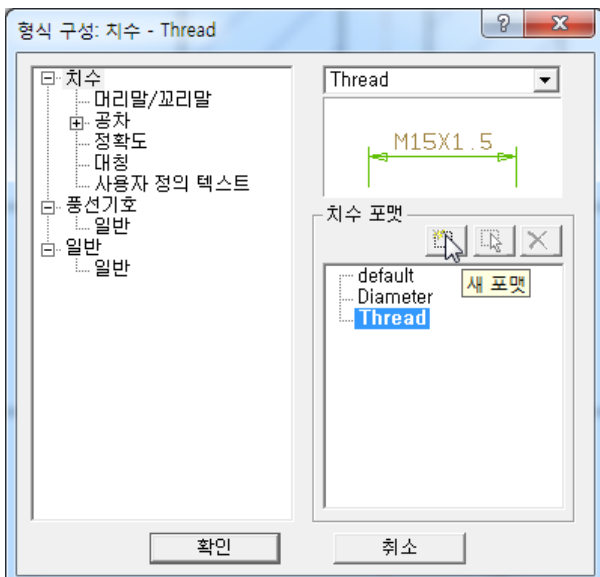 형식 구성: 치수 - Thread
치수
머리말/꼬리말
공차
정확도
대칭
사용자 정의 텍스트
풍선기호
일반
일반
일반
Thread
M15X1.5
치수 포맷
새 포맷
default
Diameter
Thread
확인
취소